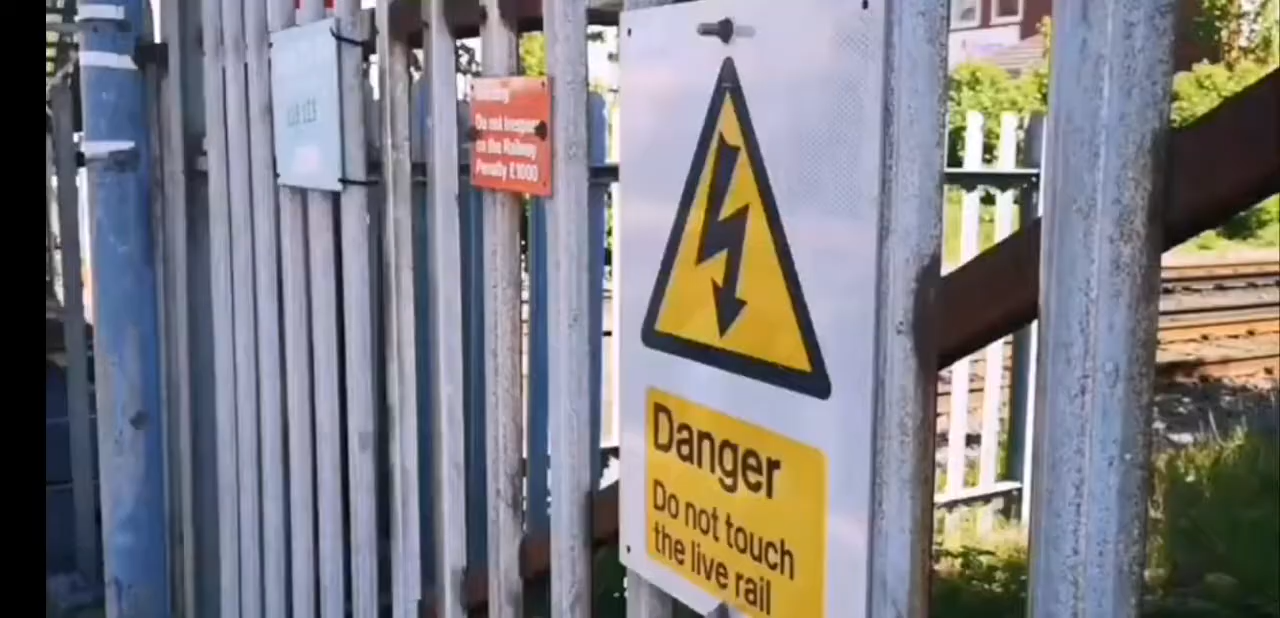 Do not trespass
on the Railway
Penalty £1000
Danger
Do not touch
the live rail